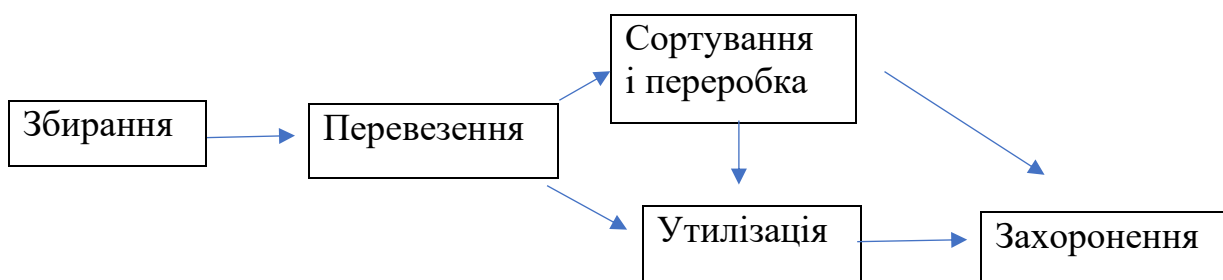 Збирання
Перевезення
Сортування
і переробка
Утилізація
Захоронення